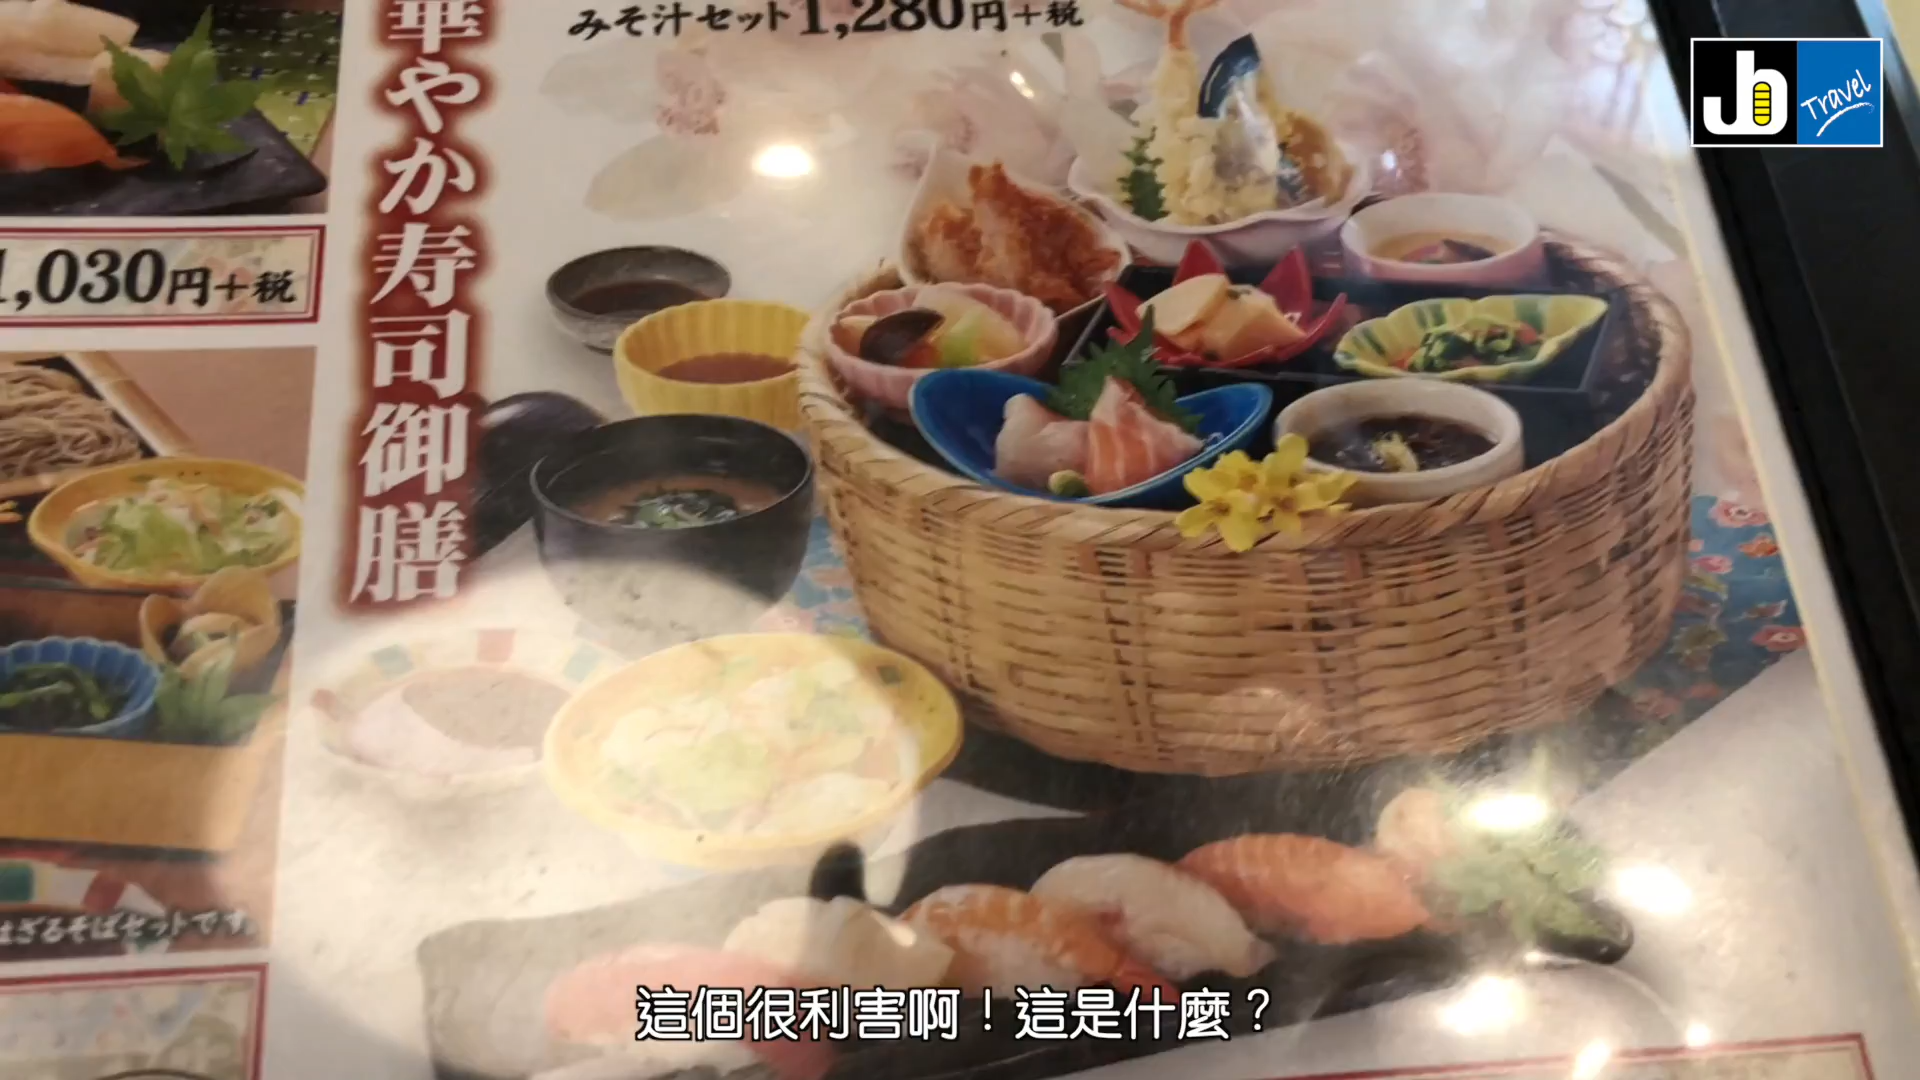 みそ汁セット1,280円+税
華やか寿司御膳
1,030円+税
はざるそばセットです。
Jb Travel
這個很利害啊！這是什麼？